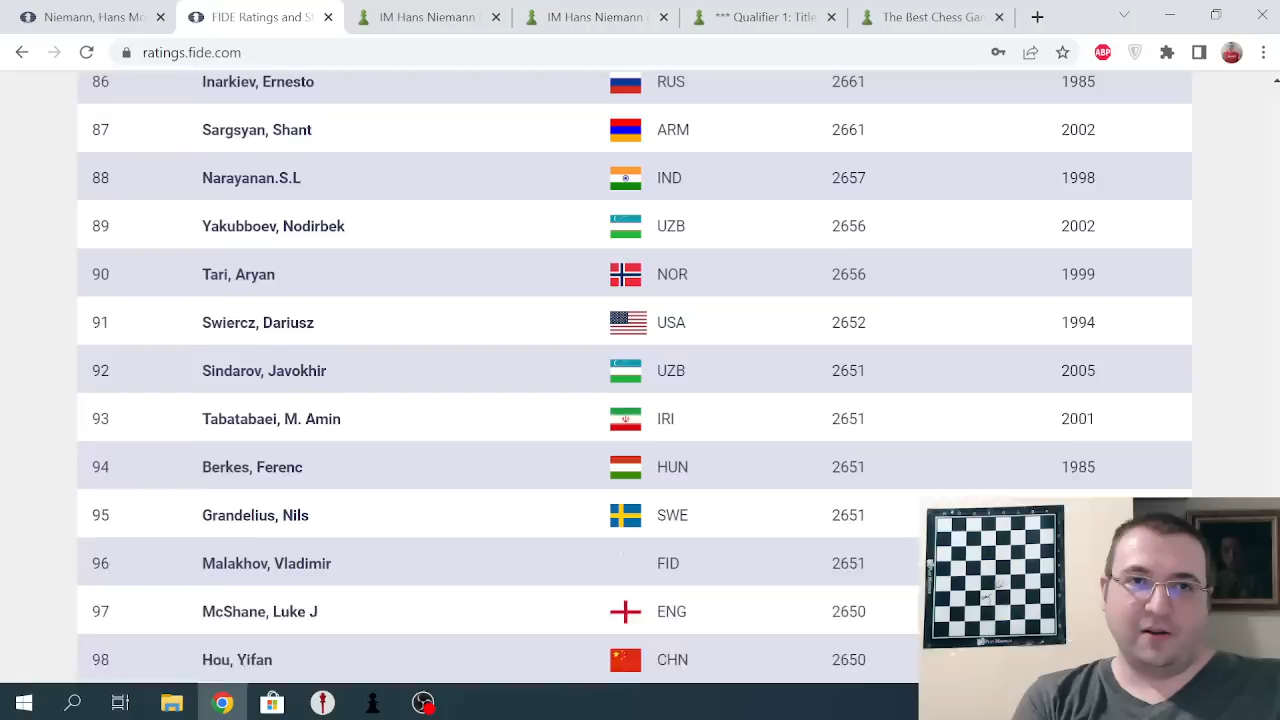 Niemann, Hans Mo
FIDE Ratings and St
IM Hans Niemann
IM Hans Niemann
*** Qualifier 1: Title
The Best Chess Gam
ratings.fide.com
ABP
86 Inarkiev, Ernesto RUS 2661 1985
87 Sargsyan, Shant ARM 2661 2002
88 Narayanan.S.L IND 2657 1998
89 Yakubboev, Nodirbek UZB 2656 2002
90 Tari, Aryan NOR 2656 1999
91 Swiercz, Dariusz USA 2652 1994
92 Sindarov, Javokhir UZB 2651 2005
93 Tabatabaei, M. Amin IRI 2651 2001
94 Berkes, Ferenc HUN 2651 1985
95 Grandelius, Nils SWE 2651
96 Malakhov, Vladimir FID 2651
97 McShane, Luke J ENG 2650
98 Hou, Yifan CHN 2650